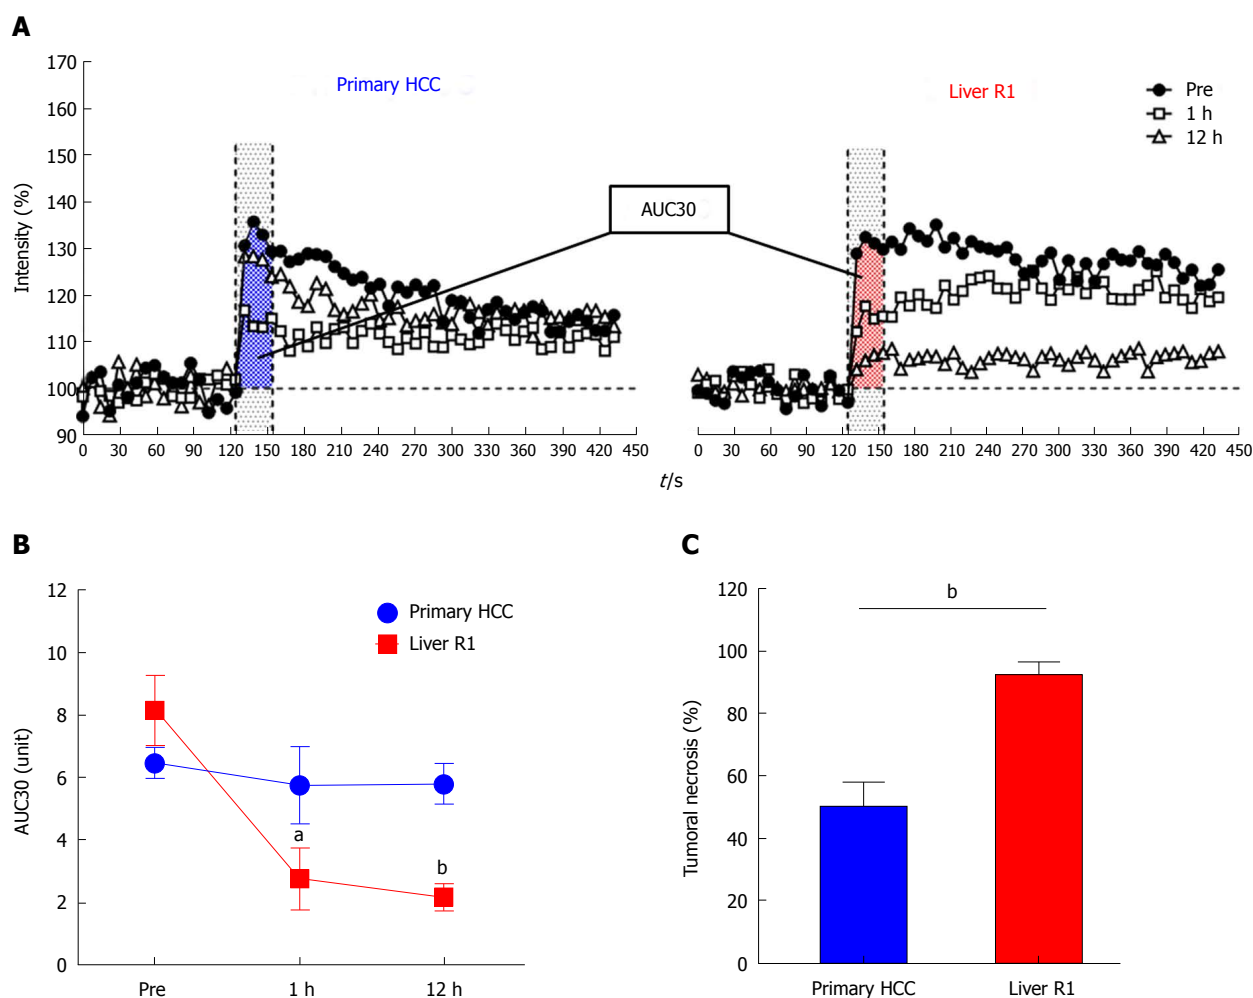 A
170
160
150
140
130
120
110
100
90
Intensity (%)
Primary HCC
Liver R1
Pre
1 h
12 h
AUC30
0 30 60 90 120 150 180 210 240 270 300 330 360 390 420 450
0 30 60 90 120 150 180 210 240 270 300 330 360 390 420 450
t/s
B
12
10
8
6
4
2
0
AUC30 (unit)
Primary HCC
Liver R1
a
b
Pre 1 h 12 h
C
120
100
80
60
40
20
0
Tumoral necrosis (%)
b
Primary HCC Liver R1